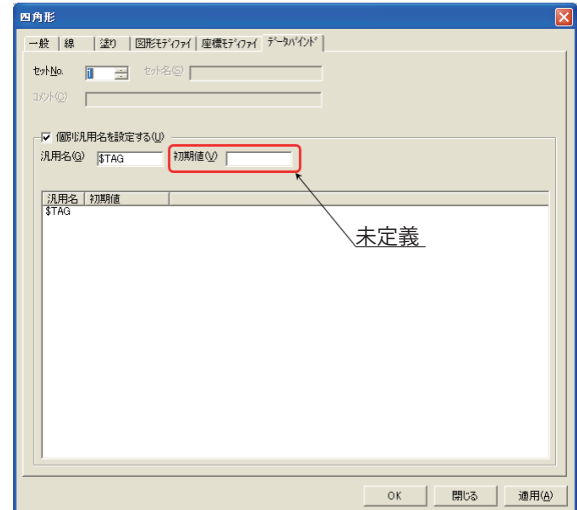 四角形
一般 線 塗り 図形モディファイ 座標モディファイ データバインド
セットNo. 1 セット名(S)
コメント(C)
個別汎用名を設定する(U)
汎用名(G) $TAG 初期値(V)
汎用名 初期値
$TAG
未定義
OK 閉じる 適用(A)